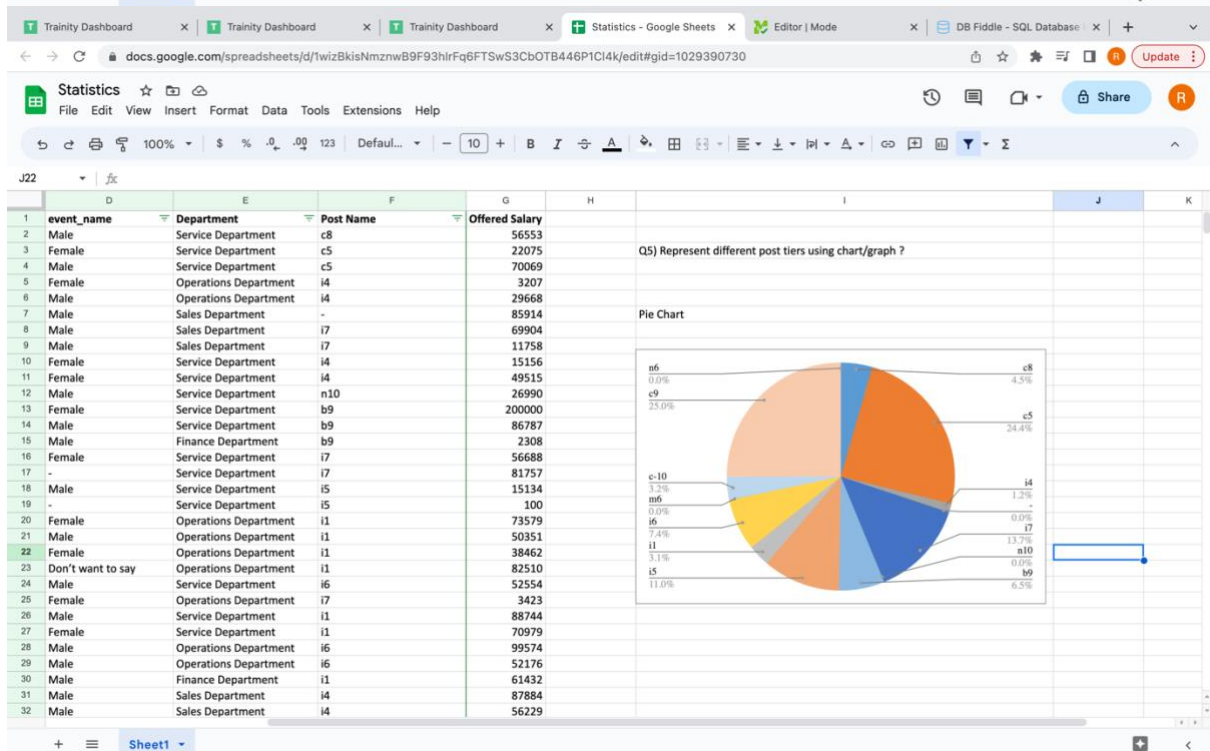 Trainity Dashboard × Trainity Dashboard × Trainity Dashboard × Statistics - Google Sheets × Editor | Mode × DB Fiddle - SQL Database × +
docs.google.com/spreadsheets/d/1wizBkisNmznwB9F93hIrFq6FTSwS3CbOTB446P1CI4k/edit#gid=1029390730 R Update
Statistics
File Edit View Insert Format Data Tools Extensions Help Share R
100% $ % .0 .00 123 Defaul... − 10 + B I A Σ
J22 fx
D E F G H I J K
1 event_name Department Post Name Offered Salary
2 Male Service Department c8 56553
3 Female Service Department c5 22075 Q5) Represent different post tiers using chart/graph ?
4 Male Service Department c5 70069
5 Female Operations Department i4 3207
6 Male Operations Department i4 29668
7 Male Sales Department - 85914 Pie Chart
8 Male Sales Department i7 69904
9 Male Sales Department i7 11758
10 Female Service Department i4 15156
11 Female Service Department i4 49515
12 Male Service Department n10 26990
13 Female Service Department b9 200000
14 Male Service Department b9 86787
15 Male Finance Department b9 2308
16 Female Service Department i7 56688
17 - Service Department i7 81757
18 Male Service Department i5 15134
19 - Service Department i5 100
20 Female Operations Department i1 73579
21 Male Operations Department i1 50351
22 Female Operations Department i1 38462
23 Don't want to say Operations Department i1 82510
24 Male Service Department i6 52554
25 Female Operations Department i7 3423
26 Male Service Department i1 88744
27 Female Service Department i1 70979
28 Male Operations Department i6 99574
29 Male Operations Department i6 52176
30 Male Finance Department i1 61432
31 Male Sales Department i4 87884
32 Male Sales Department i4 56229
n6
0.0%
c9
25.0%
c-10
3.2%
m6
0.0%
i6
7.4%
i1
3.1%
i5
11.0%
c8
4.5%
c5
24.4%
i4
1.2%
-
0.0%
i7
13.7%
n10
0.0%
b9
6.5%
+ Sheet1